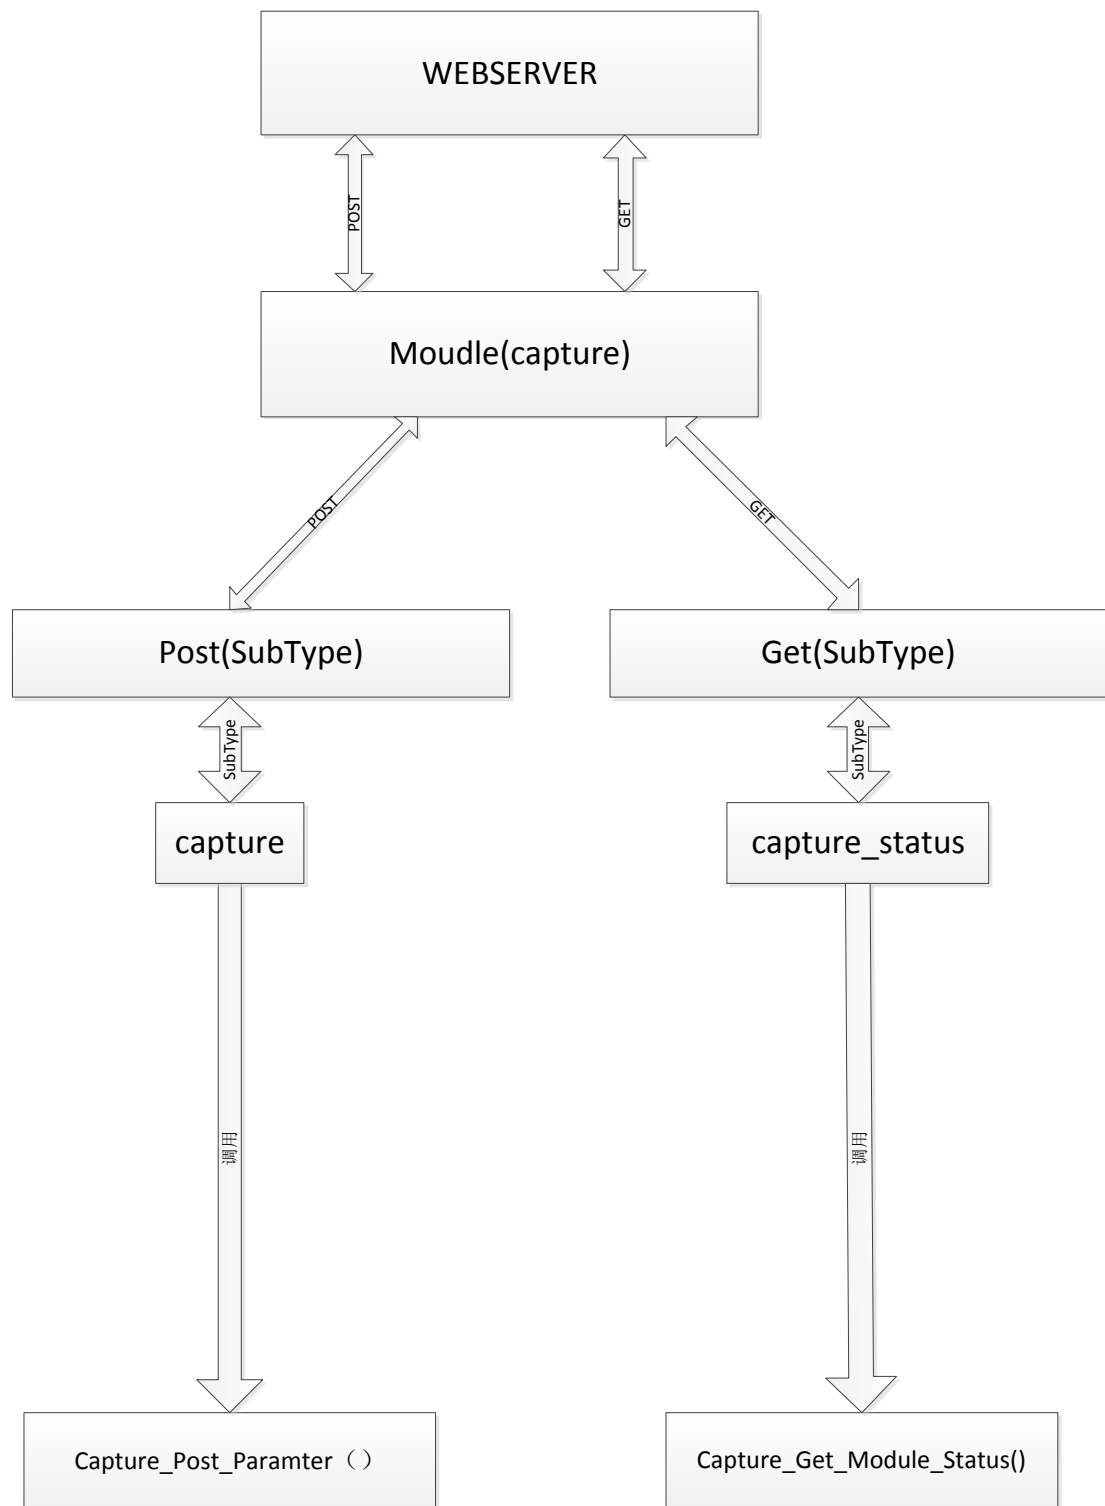 WEBSERVER
POST
GET
Moudle(capture)
POST
GET
Post(SubType)
Get(SubType)
SubType
SubType
capture
capture_status
调用
调用
Capture_Post_Paramter（）
Capture_Get_Module_Status()